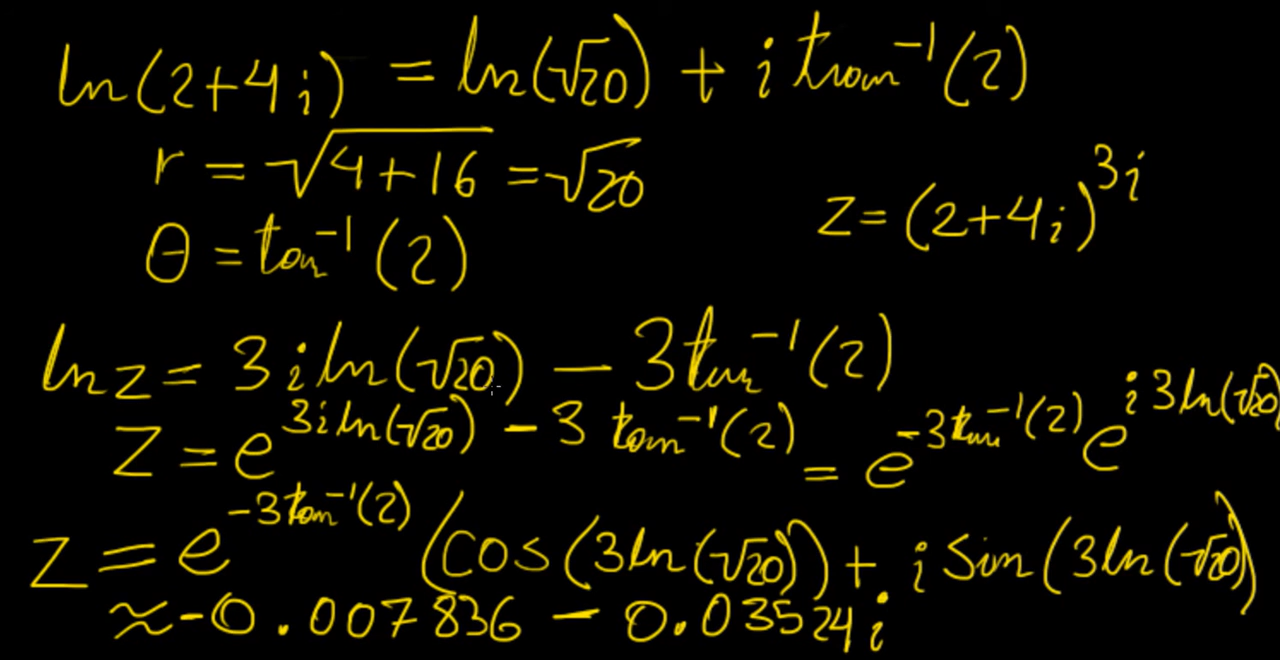 ln(2+4i) = ln(√20) + i tan⁻¹(2)
r = √4+16 = √20
z = (2+4i)³ⁱ
θ = tan⁻¹(2)
ln z = 3i ln(√20) − 3 tan⁻¹(2)
z = e^{3i ln(√20) − 3 tan⁻¹(2)} = e^{-3 tan⁻¹(2)} e^{i 3 ln(√20)}
z = e^{-3 tan⁻¹(2)} (cos(3 ln(√20)) + i sin(3 ln(√20))
≈ -0.007836 − 0.03524i